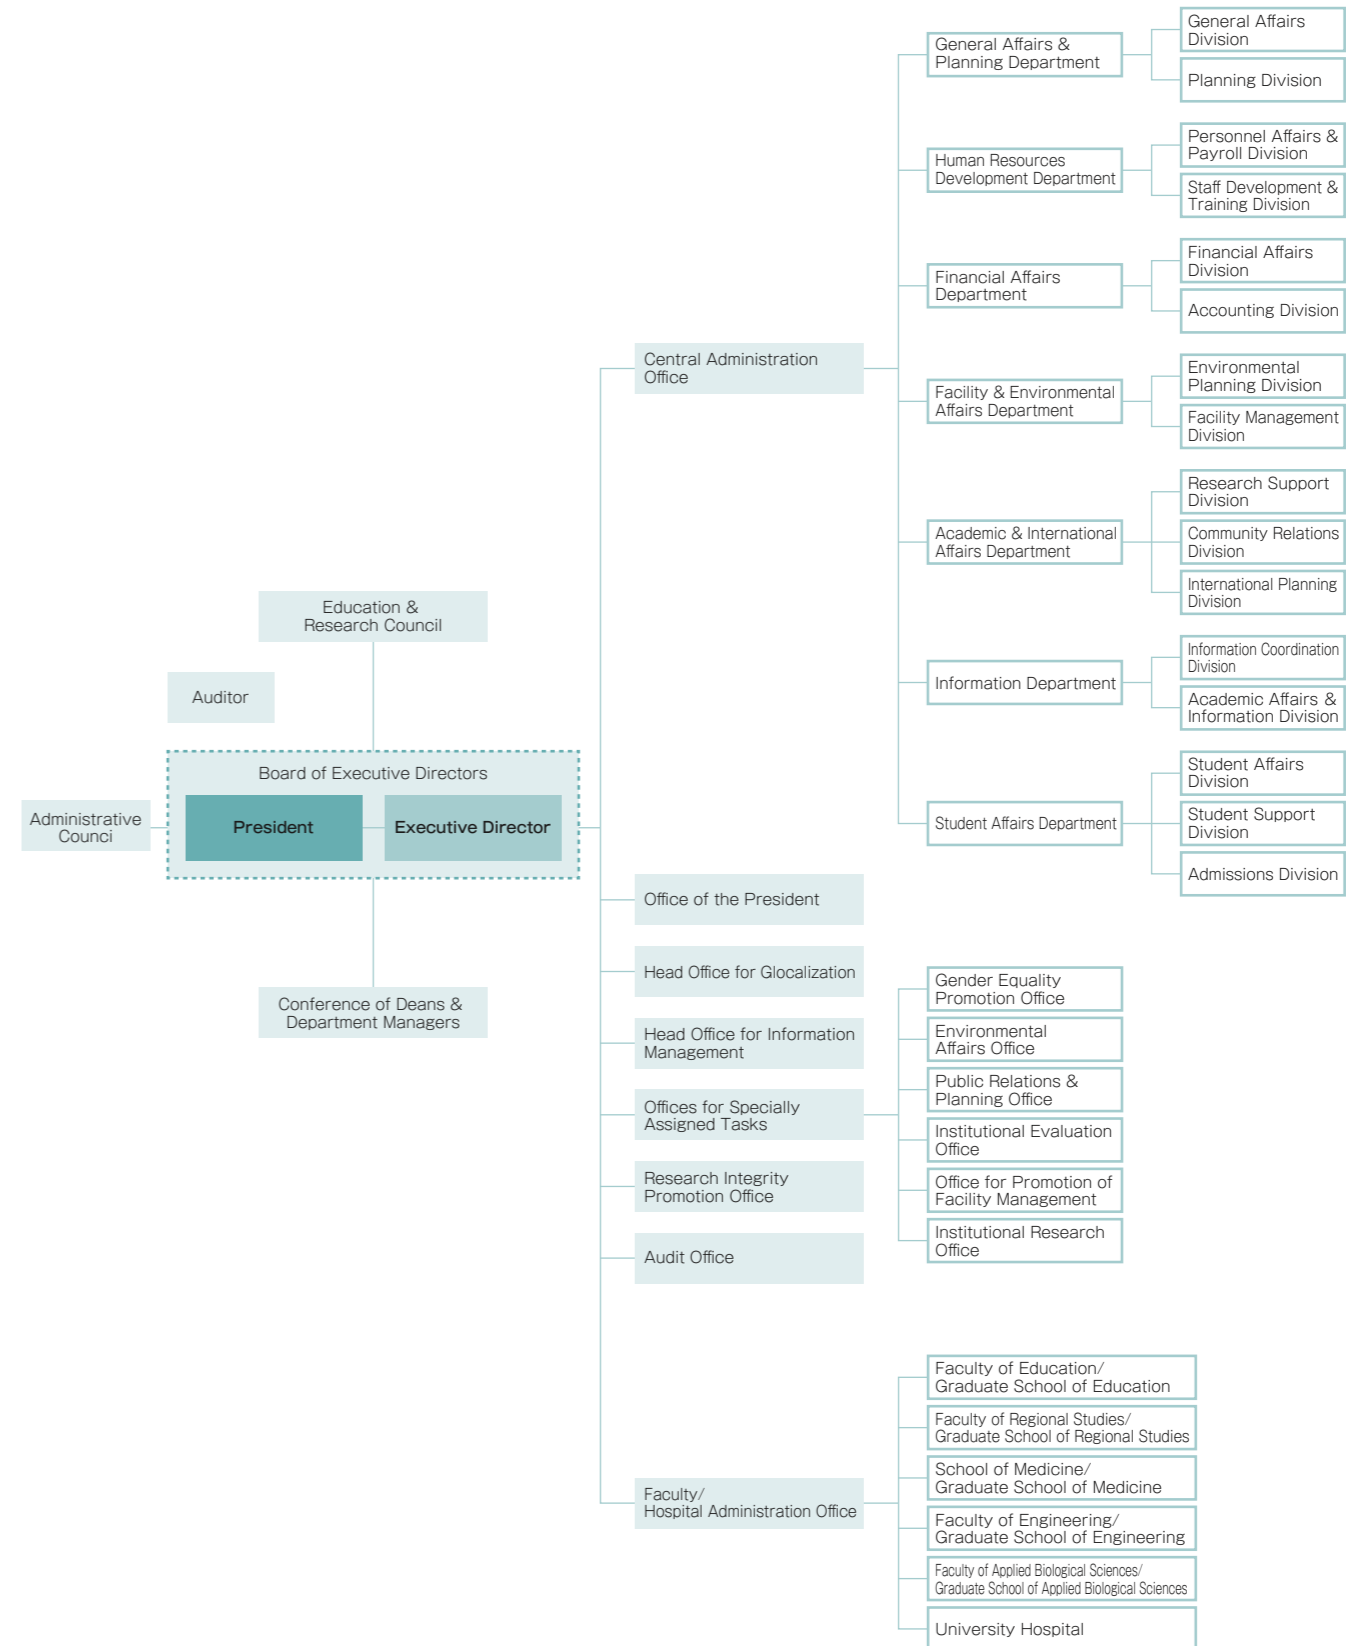 General Affairs &
Planning Department
General Affairs
Division
Planning Division
Human Resources
Development Department
Personnel Affairs &
Payroll Division
Staff Development &
Training Division
Financial Affairs
Department
Financial Affairs
Division
Accounting Division
Central Administration
Office
Facility & Environmental
Affairs Department
Environmental
Planning Division
Facility Management
Division
Academic & International
Affairs Department
Research Support
Division
Community Relations
Division
International Planning
Division
Education &
Research Council
Auditor
Information Department
Information Coordination
Division
Academic Affairs &
Information Division
Board of Executive Directors
Administrative
Counci
President
Executive Director
Student Affairs Department
Student Affairs
Division
Student Support
Division
Admissions Division
Office of the President
Head Office for Glocalization
Conference of Deans &
Department Managers
Head Office for Information
Management
Offices for Specially
Assigned Tasks
Gender Equality
Promotion Office
Environmental
Affairs Office
Public Relations &
Planning Office
Institutional Evaluation
Office
Office for Promotion of
Facility Management
Institutional Research
Office
Research Integrity
Promotion Office
Audit Office
Faculty/
Hospital Administration Office
Faculty of Education/
Graduate School of Education
Faculty of Regional Studies/
Graduate School of Regional Studies
School of Medicine/
Graduate School of Medicine
Faculty of Engineering/
Graduate School of Engineering
Faculty of Applied Biological Sciences/
Graduate School of Applied Biological Sciences
University Hospital